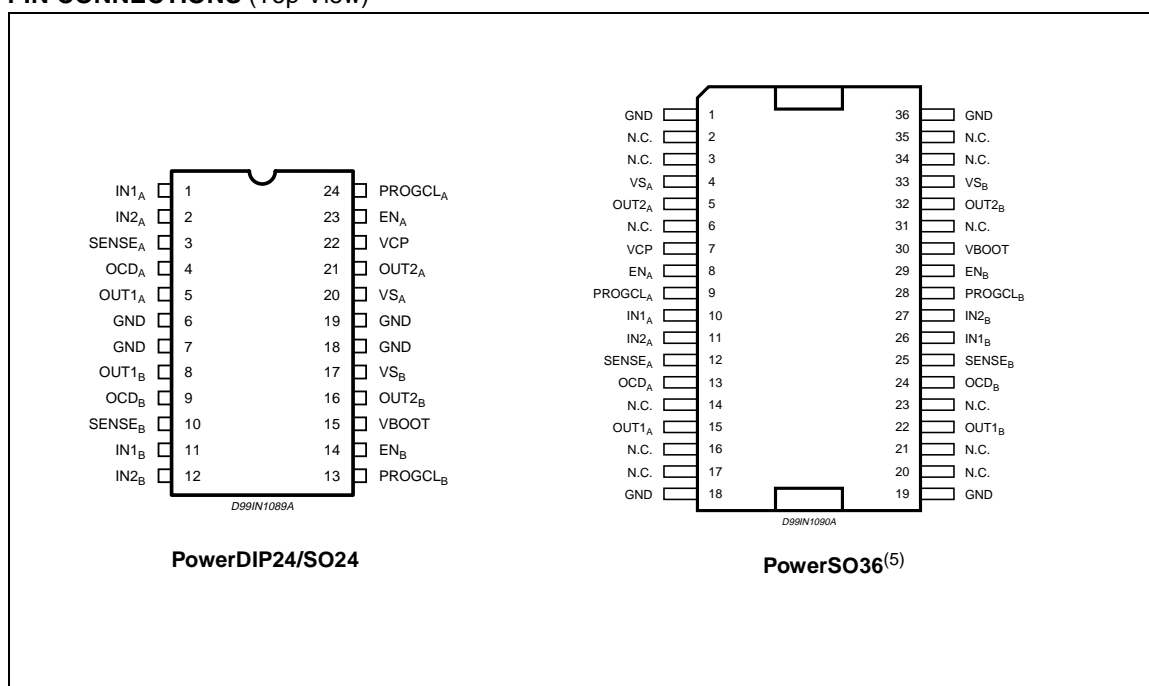 PIN CONNECTIONS (Top View)
IN1A 1 24 PROGCLA
IN2A 2 23 ENA
SENSEA 3 22 VCP
OCDA 4 21 OUT2A
OUT1A 5 20 VSA
GND 6 19 GND
GND 7 18 GND
OUT1B 8 17 VSB
OCDB 9 16 OUT2B
SENSEB 10 15 VBOOT
IN1B 11 14 ENB
IN2B 12 13 PROGCLB
D99IN1089A
PowerDIP24/SO24
GND 1 36 GND
N.C. 2 35 N.C.
N.C. 3 34 N.C.
VSA 4 33 VSB
OUT2A 5 32 OUT2B
N.C. 6 31 N.C.
VCP 7 30 VBOOT
ENA 8 29 ENB
PROGCLA 9 28 PROGCLB
IN1A 10 27 IN2B
IN2A 11 26 IN1B
SENSEA 12 25 SENSEB
OCDA 13 24 OCDB
N.C. 14 23 N.C.
OUT1A 15 22 OUT1B
N.C. 16 21 N.C.
N.C. 17 20 N.C.
GND 18 19 GND
D99IN1090A
PowerSO36(5)